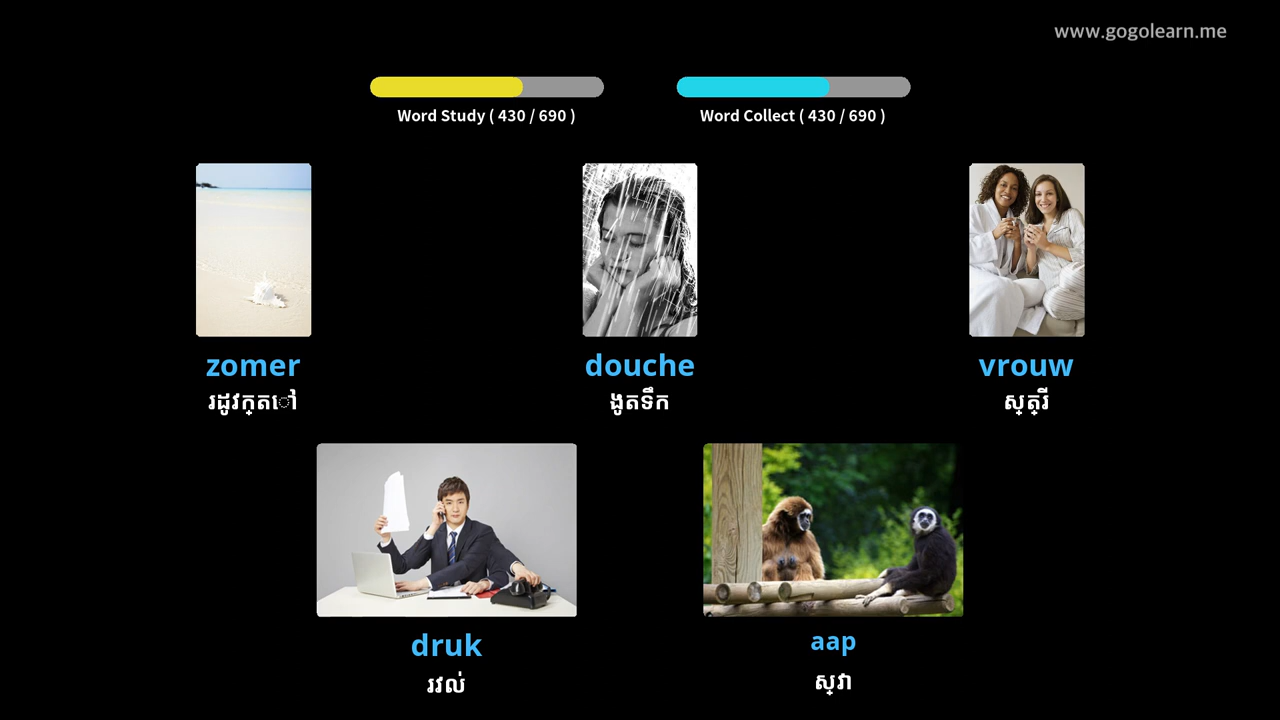 www.gogolearn.me
Word Study ( 430 / 690 )
Word Collect ( 430 / 690 )
zomer
douche
vrouw
រដូវក្តៅ
ងូតទឹក
ស្ត្រី
druk
aap
រវល់
ស្វា